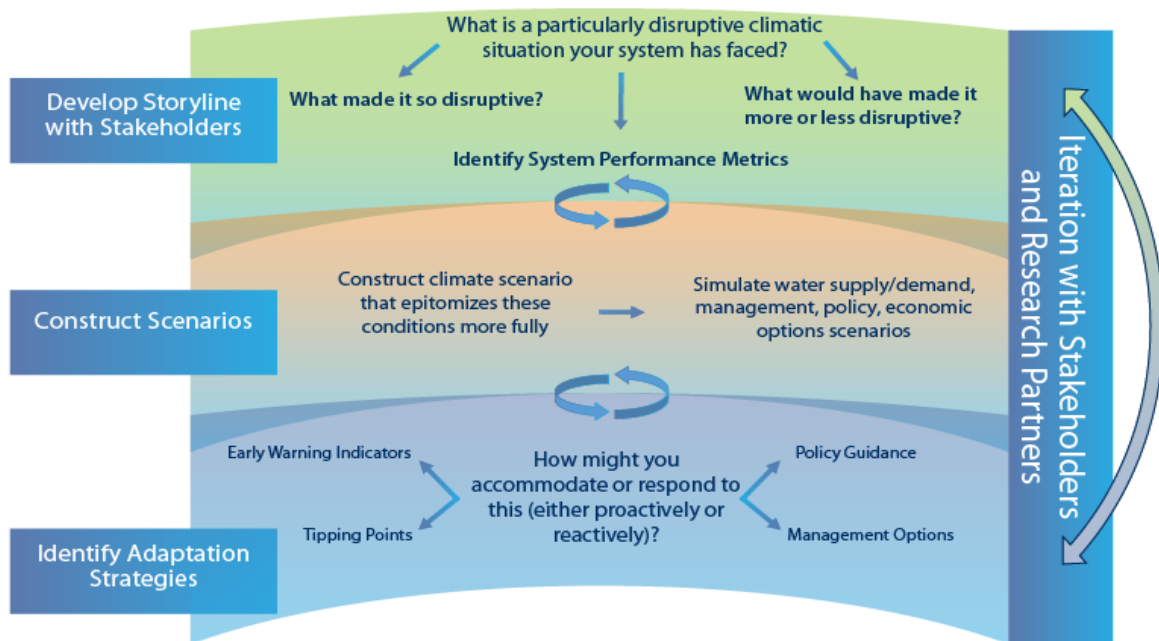 What is a particularly disruptive climatic
situation your system has faced?
Develop Storyline
with Stakeholders
What made it so disruptive?
What would have made it
more or less disruptive?
Identify System Performance Metrics
Construct Scenarios
Construct climate scenario
that epitomizes these
conditions more fully
Simulate water supply/demand,
management, policy, economic
options scenarios
Identify Adaptation
Strategies
Early Warning Indicators
Tipping Points
How might you
accommodate or respond to
this (either proactively or
reactively)?
Policy Guidance
Management Options
Iteration with Stakeholders
and Research Partners